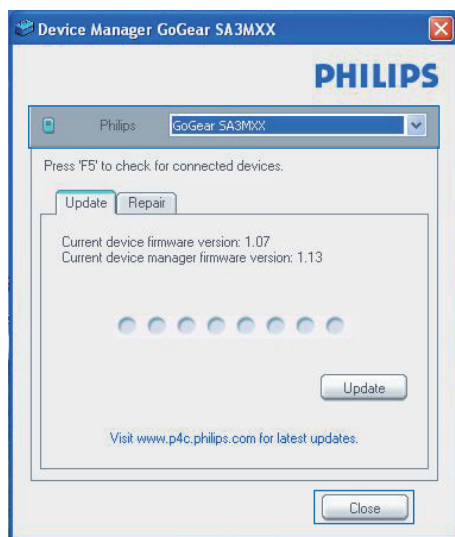 Device Manager GoGear SA3MXX
PHILIPS
Philips GoGear SA3MXX
Press 'F5' to check for connected devices.
Update Repair
Current device firmware version: 1.07
Current device manager firmware version: 1.13
Update
Visit www.p4c.philips.com for latest updates.
Close